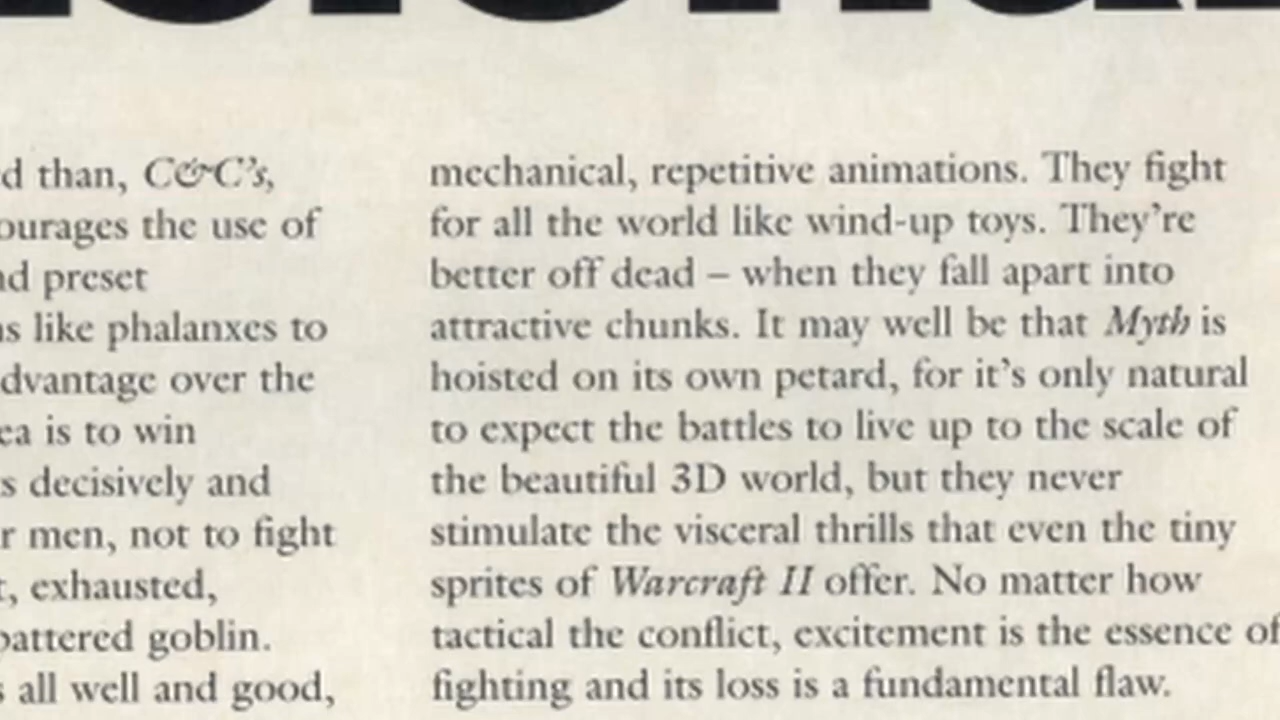 d than, C&C's,
ourages the use of
nd preset
s like phalanxes to
dvantage over the
ea is to win
s decisively and
r men, not to fight
t, exhausted,
battered goblin.
s all well and good,
mechanical, repetitive animations. They fight
for all the world like wind-up toys. They're
better off dead – when they fall apart into
attractive chunks. It may well be that Myth is
hoisted on its own petard, for it's only natural
to expect the battles to live up to the scale of
the beautiful 3D world, but they never
stimulate the visceral thrills that even the tiny
sprites of Warcraft II offer. No matter how
tactical the conflict, excitement is the essence of
fighting and its loss is a fundamental flaw.